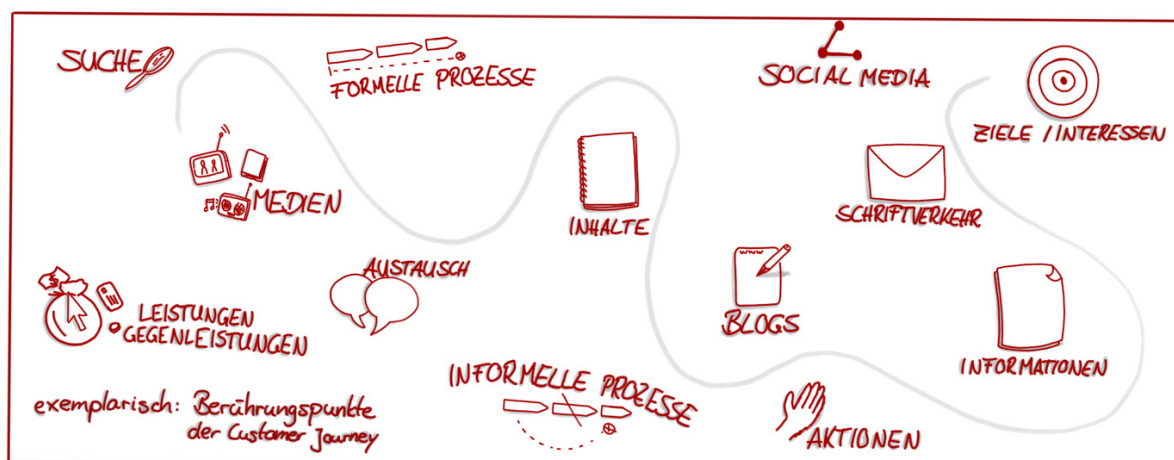 SUCHE
FORMELLE PROZESSE
SOCIAL MEDIA
ZIELE / INTERESSEN
MEDIEN
INHALTE
SCHRIFTVERKEHR
AUSTAUSCH
LEISTUNGEN
GEGENLEISTUNGEN
BLOGS
INFORMATIONEN
INFORMELLE PROZESSE
AKTIONEN
exemplarisch: Berührungspunkte
der Customer Journey